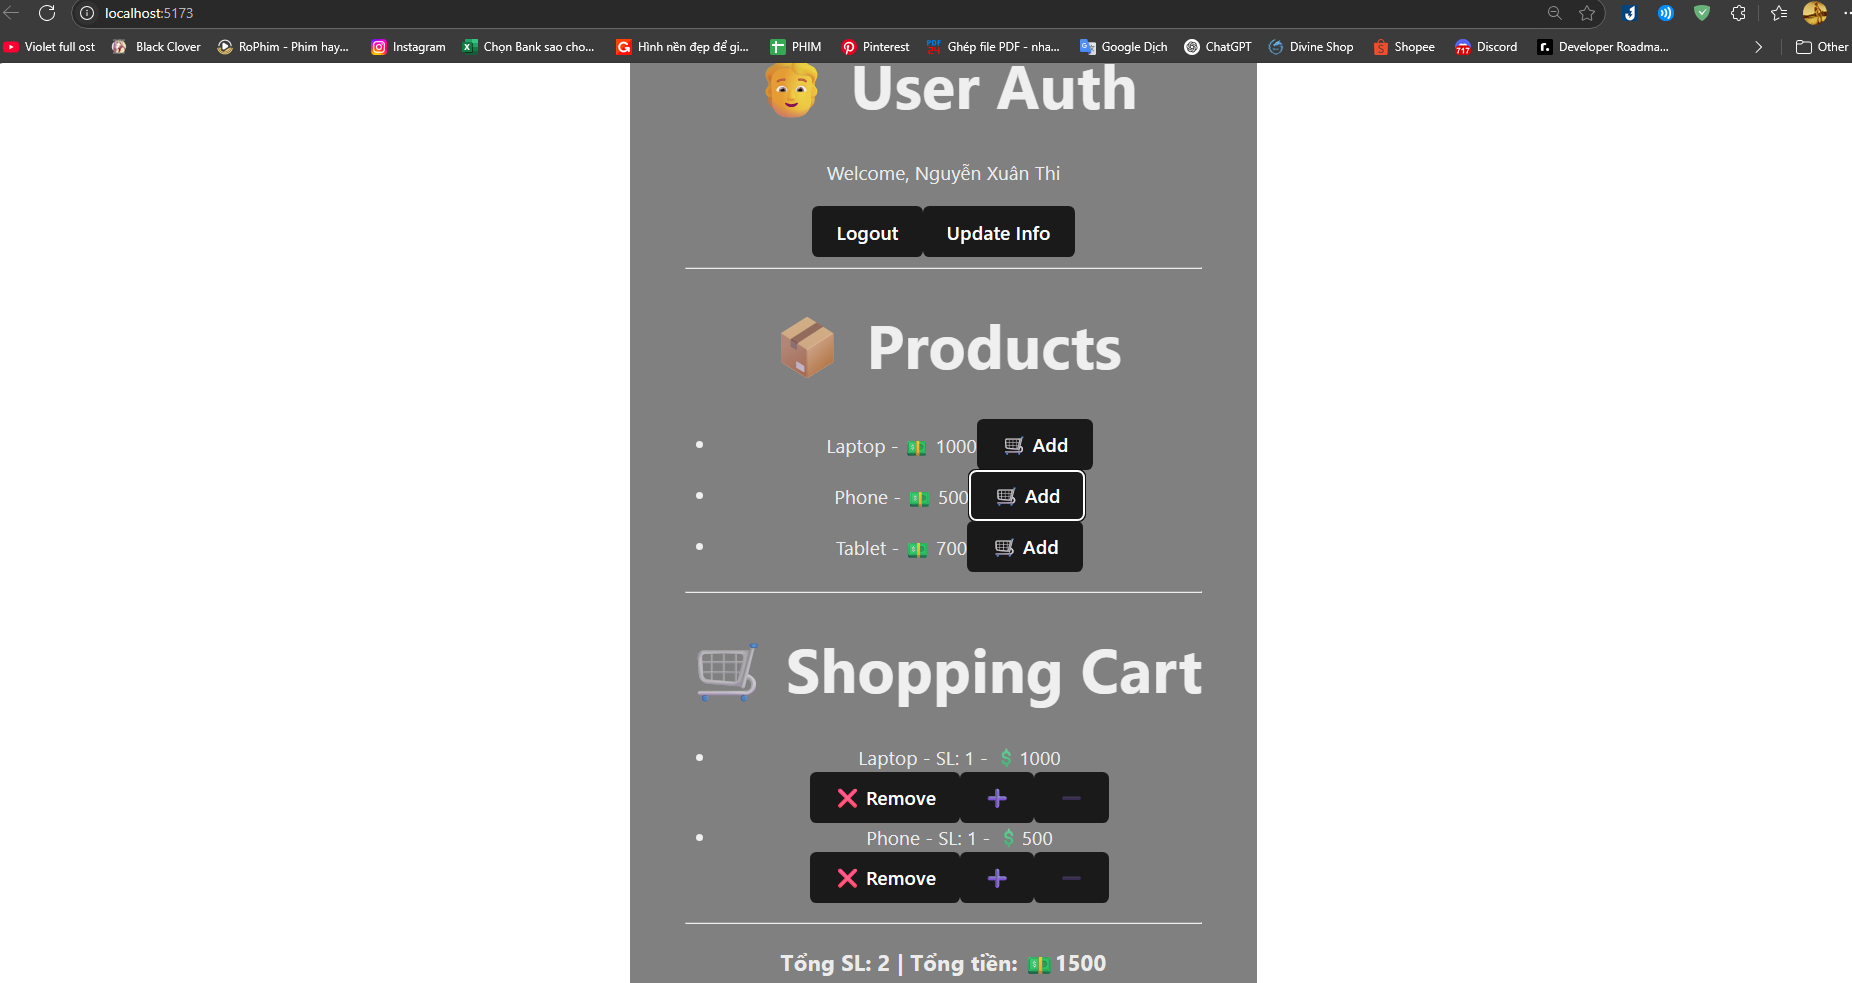 localhost:5173
Violet full ost Black Clover RoPhim - Phim hay... Instagram Chọn Bank sao cho... Hình nền đẹp để gi... PHIM Pinterest PDF Ghép file PDF - nha... Google Dịch ChatGPT Divine Shop Shopee 717 Discord r. Developer Roadma... Other
User Auth
Welcome, Nguyễn Xuân Thi
Logout Update Info
📦 Products
• Laptop - 💵 1000 🛒 Add
• Phone - 💵 500 🛒 Add
• Tablet - 💵 700 🛒 Add
🛒 Shopping Cart
• Laptop - SL: 1 - 💲 1000
❌ Remove ➕ ➖
• Phone - SL: 1 - 💲 500
❌ Remove ➕ ➖
Tổng SL: 2 | Tổng tiền: 💵1500